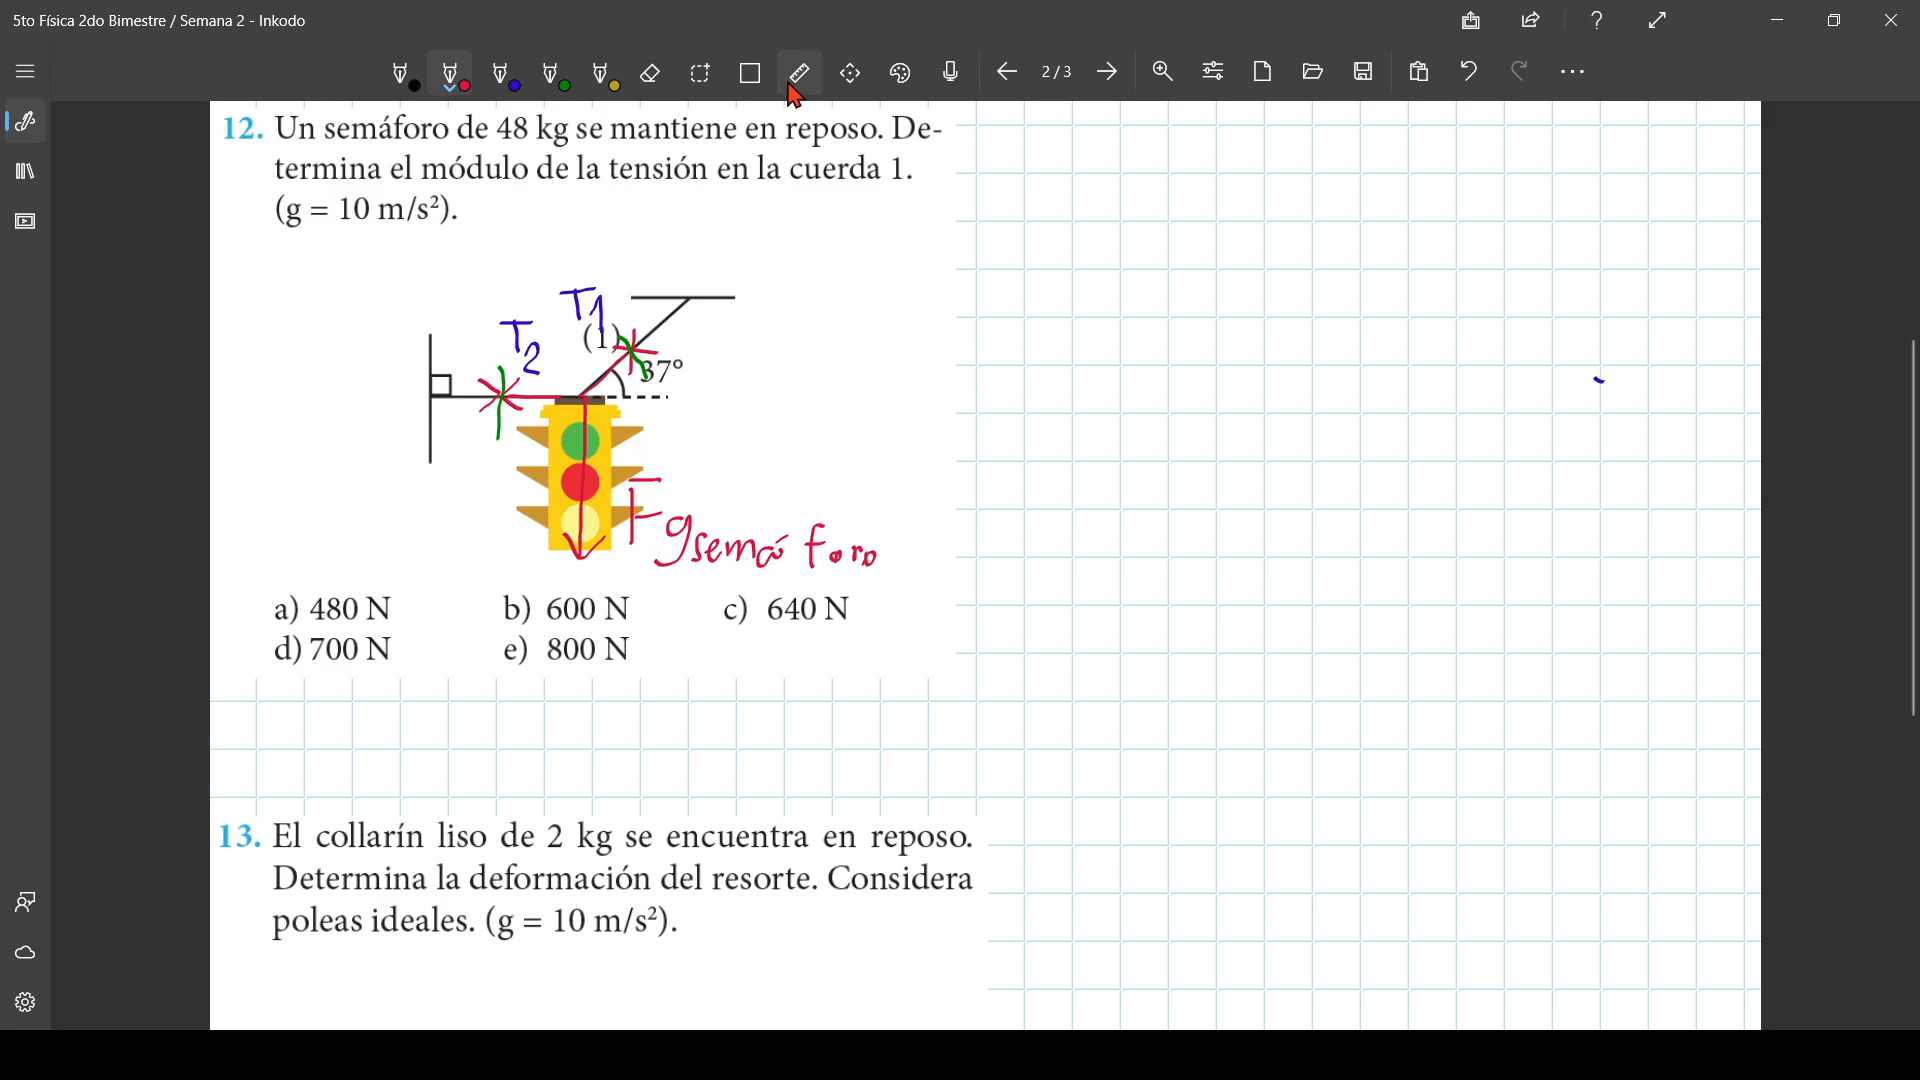 5to Física 2do Bimestre / Semana 2 - Inkodo
2/3
12. Un semáforo de 48 kg se mantiene en reposo. De-
termina el módulo de la tensión en la cuerda 1.
(g = 10 m/s²).
T1
T2
(1)
37°
Fgsemáforo
a) 480 N b) 600 N c) 640 N
d) 700 N e) 800 N
13. El collarín liso de 2 kg se encuentra en reposo.
Determina la deformación del resorte. Considera
poleas ideales. (g = 10 m/s²).